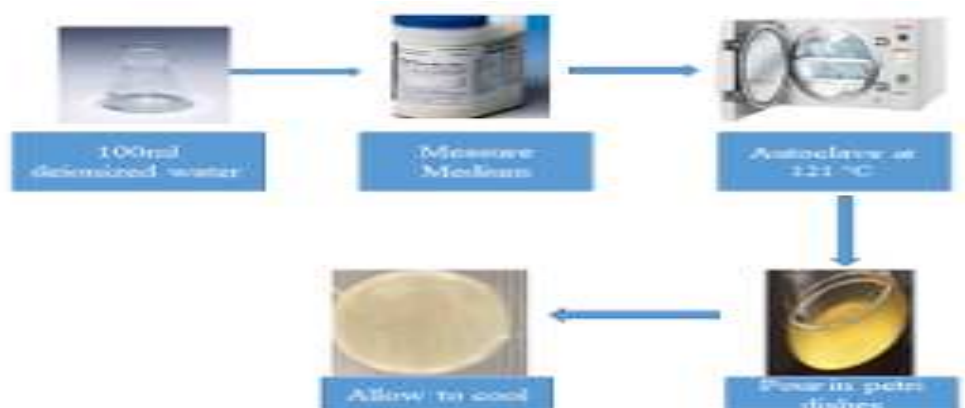 100ml
deionized water
Measure
Medium
Autoclave at
121 °C
Pour in petri
dishes
Allow to cool